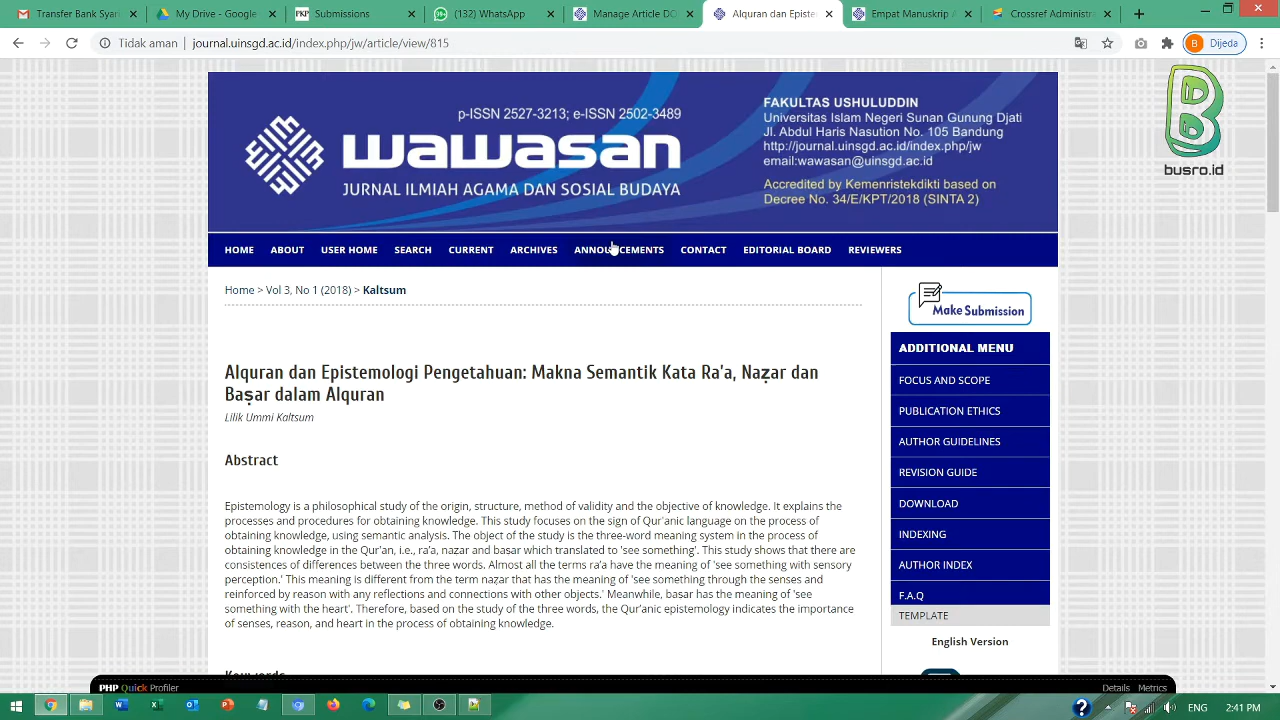 Transfer Bank Syari
Submissions
(132) WhatsApp
Manage DO
Alquran dan Episte
Empat Manuskrip A
Crossref Administr
Tidak aman
journal.uinsgd.ac.id/index.php/jw/article/view/815
B
Dijeda
busro.id
p-ISSN 2527-3213; e-ISSN 2502-3489
wawasan
JURNAL ILMIAH AGAMA DAN SOSIAL BUDAYA
FAKULTAS USHULUDDIN
Universitas Islam Negeri Sunan Gunung Djati
Jl. Abdul Haris Nasution No. 105 Bandung
http://journal.uinsgd.ac.id/index.php/jw
email:wawasan@uinsgd.ac.id
Accredited by Kemenristekdikti based on
Decree No. 34/E/KPT/2018 (SINTA 2)
HOME ABOUT USER HOME SEARCH CURRENT ARCHIVES ANNOUNCEMENTS CONTACT EDITORIAL BOARD REVIEWERS
Home > Vol 3, No 1 (2018) > Kaltsum
Alquran dan Epistemologi Pengetahuan: Makna Semantik Kata Ra'a, Naẓar dan
Baṣar dalam Alquran
Lilik Ummi Kaltsum
Abstract
Epistemology is a philosophical study of the origin, structure, method of validity and the objective of knowledge. It explains the
processes and procedures for obtaining knowledge. This study focuses on the sign of Qur'anic language on the process of
obtaining knowledge, using semantic analysis. The object of the study is the three-word meaning system in the process of
obtaining knowledge in the Qur'an, i.e., ra'a, naẓar and baṣar which translated to 'see something'. This study shows that there are
consistences of differences between the three words. Almost all the terms ra'a have the meaning of 'see something with sensory
perception.' This meaning is different from the term naẓar that has the meaning of 'see something through the senses and
reinforced by reason with any reflections and connections with other objects.' Meanwhile, baṣar has the meaning of 'see
something with the heart'. Therefore, based on the study of the three words, the Qur'anic epistemology indicates the importance
of senses, reason, and heart in the process of obtaining knowledge.
Keywords
Make Submission
ADDITIONAL MENU
FOCUS AND SCOPE
PUBLICATION ETHICS
AUTHOR GUIDELINES
REVISION GUIDE
DOWNLOAD
INDEXING
AUTHOR INDEX
F.A.Q
TEMPLATE
English Version
PHP Quick Profiler
Details Metrics
ENG 2:41 PM